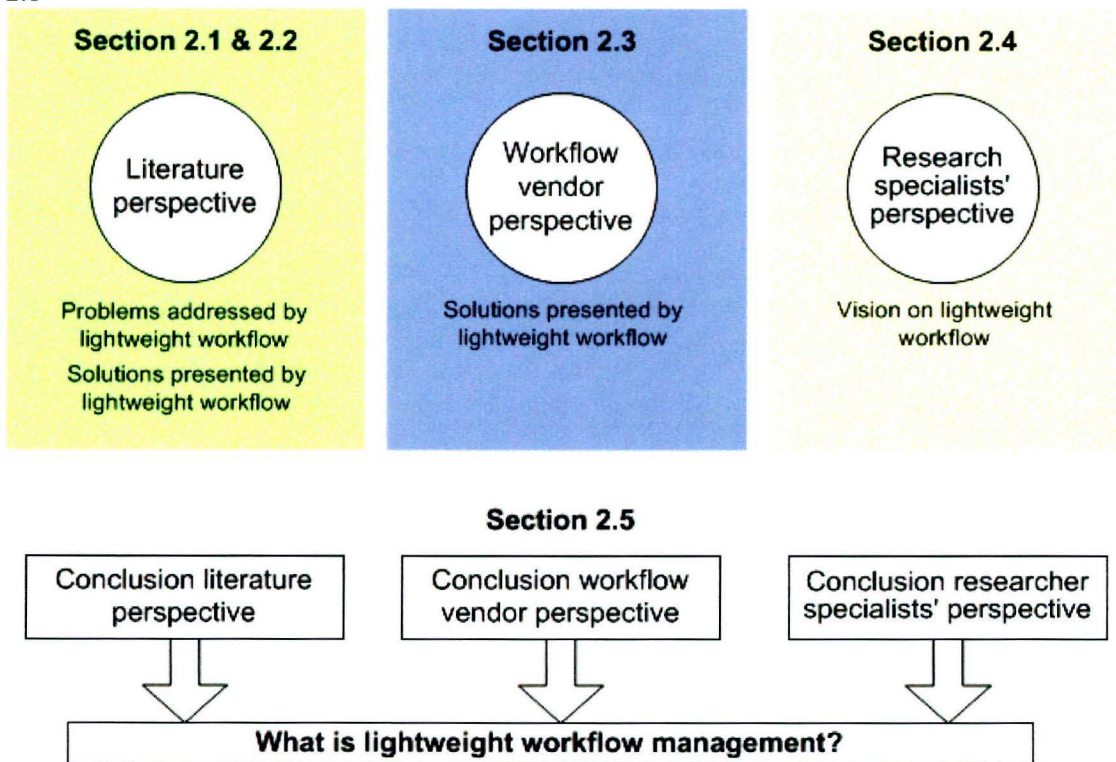 Section 2.1 & 2.2
Literature
perspective
Problems addressed by
lightweight workflow
Solutions presented by
lightweight workflow
Section 2.3
Workflow
vendor
perspective
Solutions presented by
lightweight workflow
Section 2.4
Research
specialists'
perspective
Vision on lightweight
workflow
Section 2.5
Conclusion literature
perspective
Conclusion workflow
vendor perspective
Conclusion researcher
specialists' perspective
What is lightweight workflow management?